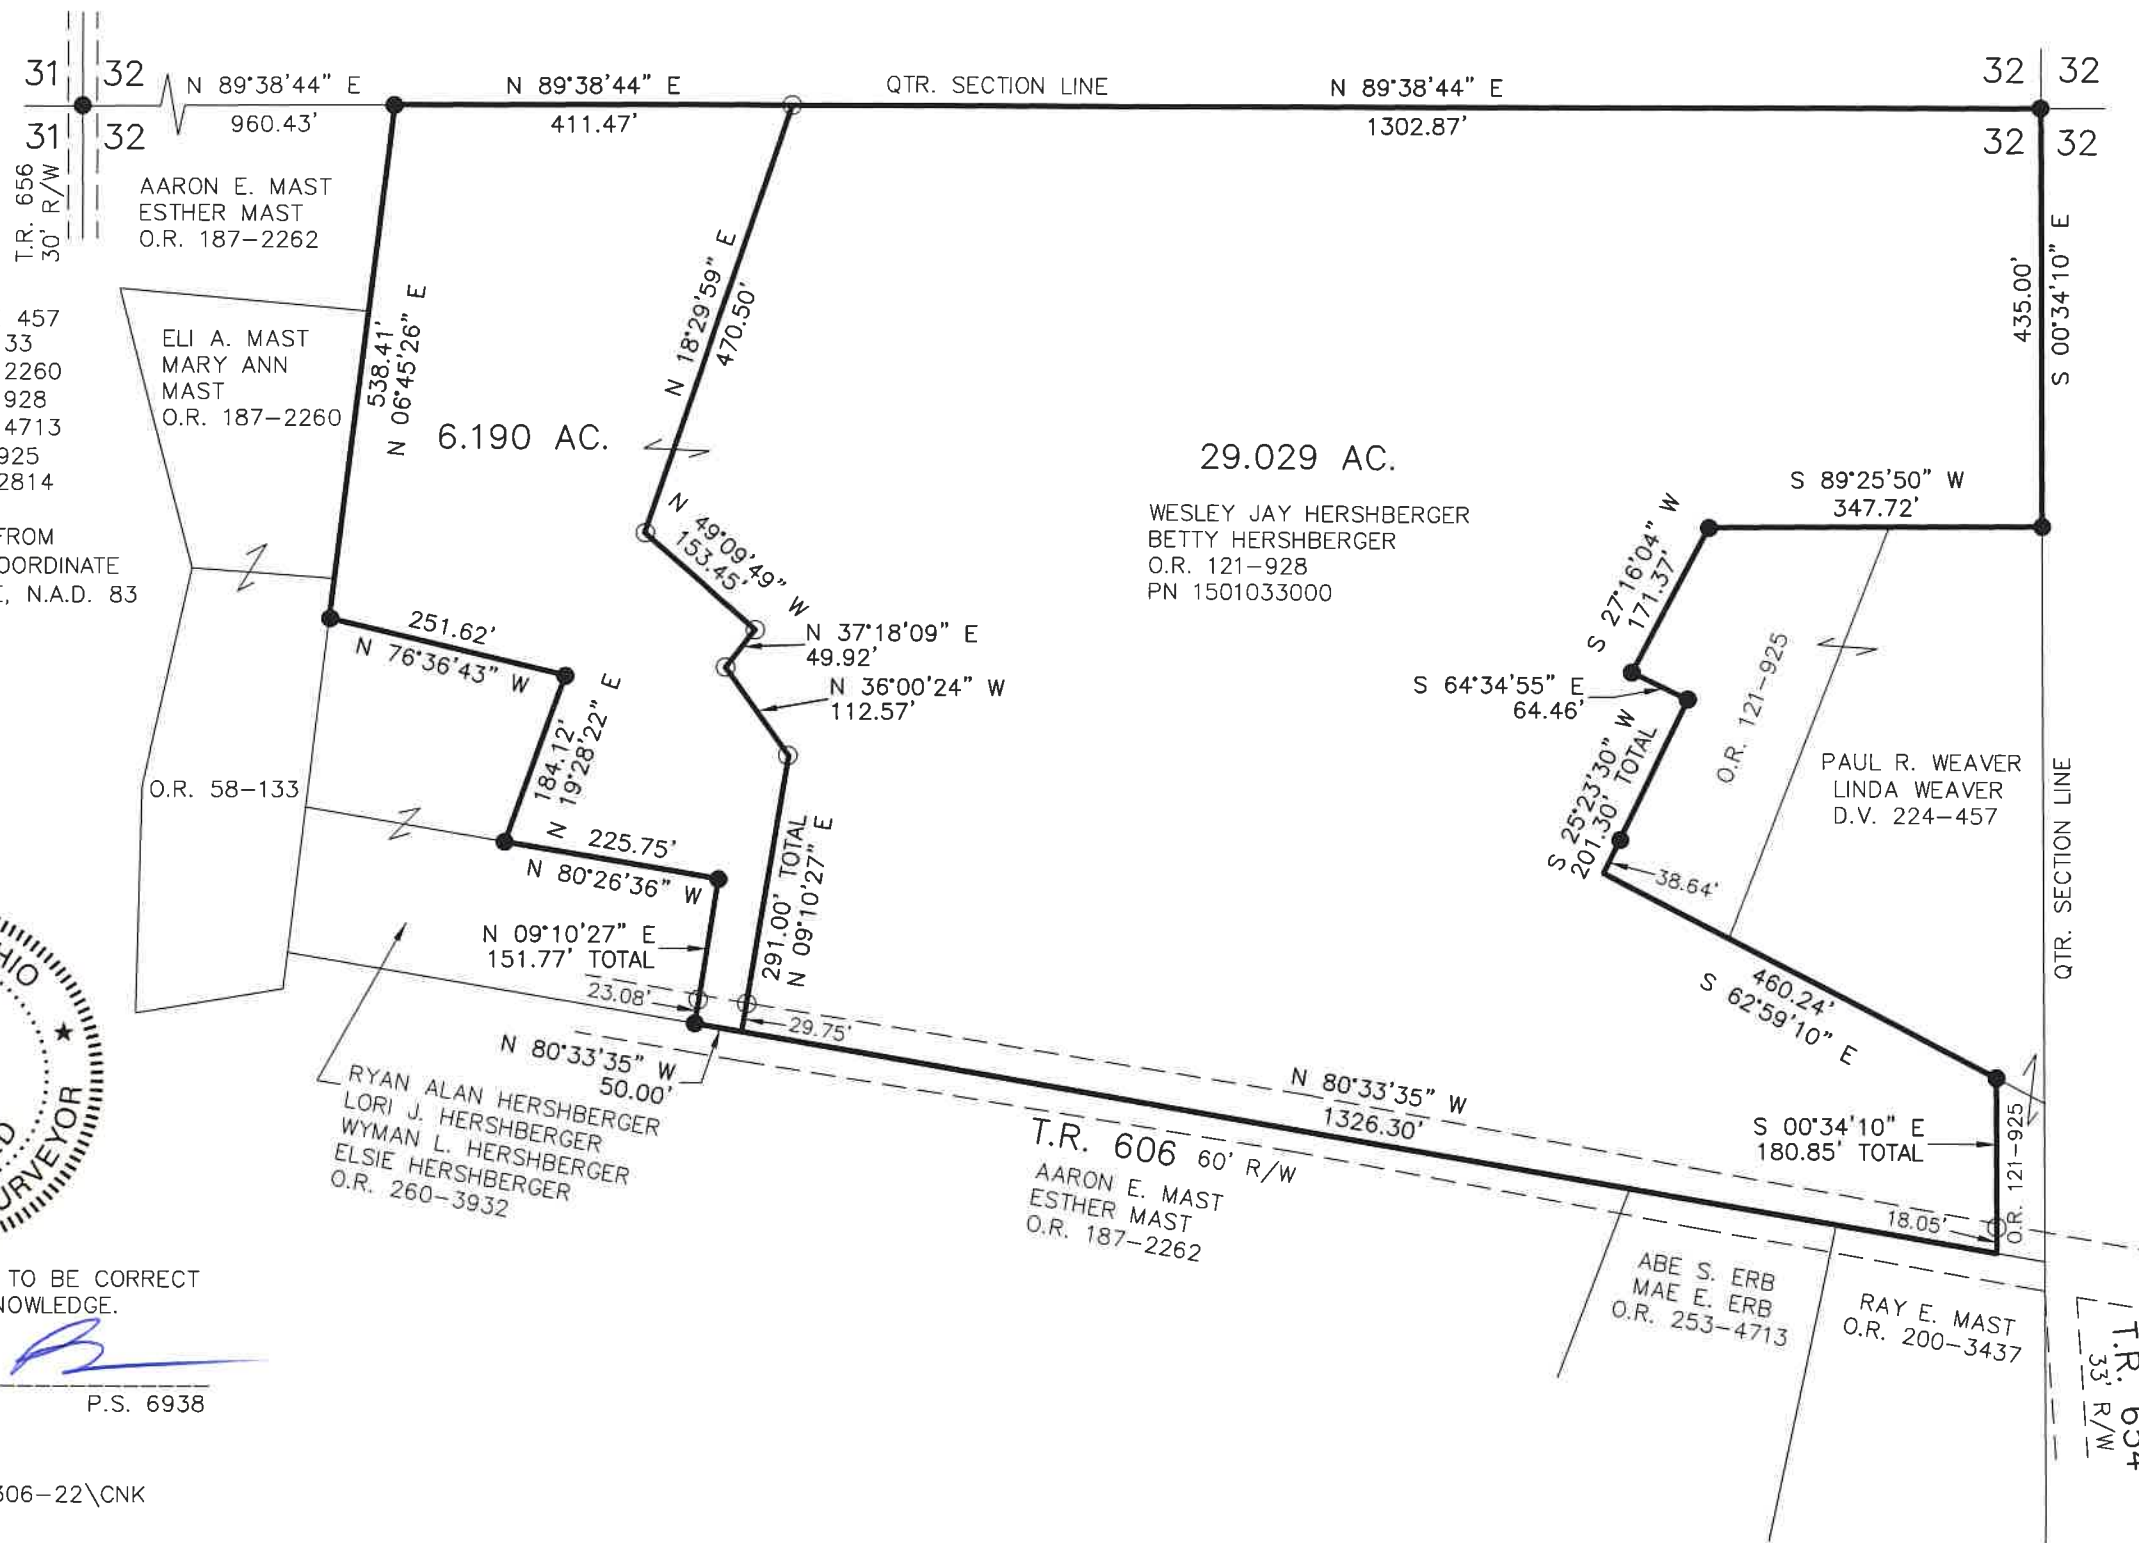 31
32
N 89°38'44" E
960.43'
31
32
N 89°38'44" E
411.47'
QTR. SECTION LINE
N 89°38'44" E
1302.87'
32
32
32
32
T.R. 656
30' R/W
AARON E. MAST
ESTHER MAST
O.R. 187-2262
ELI A. MAST
MARY ANN
MAST
O.R. 187-2260
457
33
2260
928
4713
925
2814
FROM
COORDINATE
N.A.D. 83
538.41'
N 06°45'26" E
6.190 AC.
N 18°29'59" E
470.50'
N 49°09'49" W
153.45'
N 37°18'09" E
49.92'
N 36°00'24" W
112.57'
29.029 AC.
WESLEY JAY HERSHBERGER
BETTY HERSHBERGER
O.R. 121-928
PN 1501033000
435.00'
S 00°34'10" E
S 89°25'50" W
347.72'
S 27°16'04" W
171.37'
S 64°34'55" E
64.46'
S 25°23'30" W
201.30' TOTAL
38.64'
O.R. 121-925
PAUL R. WEAVER
LINDA WEAVER
D.V. 224-457
QTR. SECTION LINE
251.62'
N 76°36'43" W
184.12'
N 19°28'22" E
O.R. 58-133
225.75'
N 80°26'36" W
N 09°10'27" E
151.77' TOTAL
23.08'
291.00' TOTAL
N 09°10'27" E
29.75'
N 80°33'35" W
50.00'
460.24'
S 62°59'10" E
N 80°33'35" W
1326.30'
S 00°34'10" E
180.85' TOTAL
18.05'
O.R. 121-925
RYAN ALAN HERSHBERGER
LORI J. HERSHBERGER
WYMAN L. HERSHBERGER
ELSIE HERSHBERGER
O.R. 260-3932
T.R. 606 60' R/W
AARON E. MAST
ESTHER MAST
O.R. 187-2262
ABE S. ERB
MAE E. ERB
O.R. 253-4713
RAY E. MAST
O.R. 200-3437
T.R. 654
33' R/W
HIO
D
URVEYOR
TO BE CORRECT
NOWLEDGE.
P.S. 6938
306-22\CNK